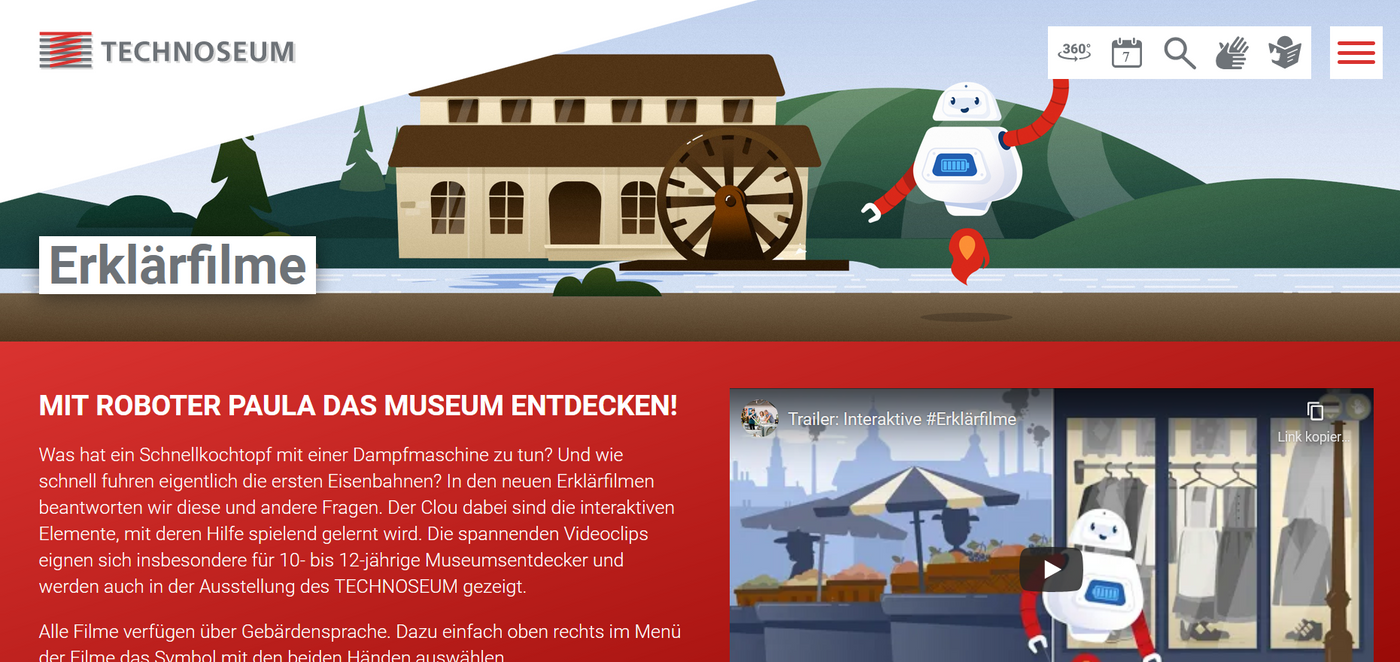 TECHNOSEUM
360°
7
Erklärfilme
MIT ROBOTER PAULA DAS MUSEUM ENTDECKEN!
Was hat ein Schnellkochtopf mit einer Dampfmaschine zu tun? Und wie
schnell fuhren eigentlich die ersten Eisenbahnen? In den neuen Erklärfilmen
beantworten wir diese und andere Fragen. Der Clou dabei sind die interaktiven
Elemente, mit deren Hilfe spielend gelernt wird. Die spannenden Videoclips
eignen sich insbesondere für 10- bis 12-jährige Museumsentdecker und
werden auch in der Ausstellung des TECHNOSEUM gezeigt.
Alle Filme verfügen über Gebärdensprache. Dazu einfach oben rechts im Menü
der Filme das Symbol mit den beiden Händen auswählen
Trailer: Interaktive #Erklärfilme
Link kopier...